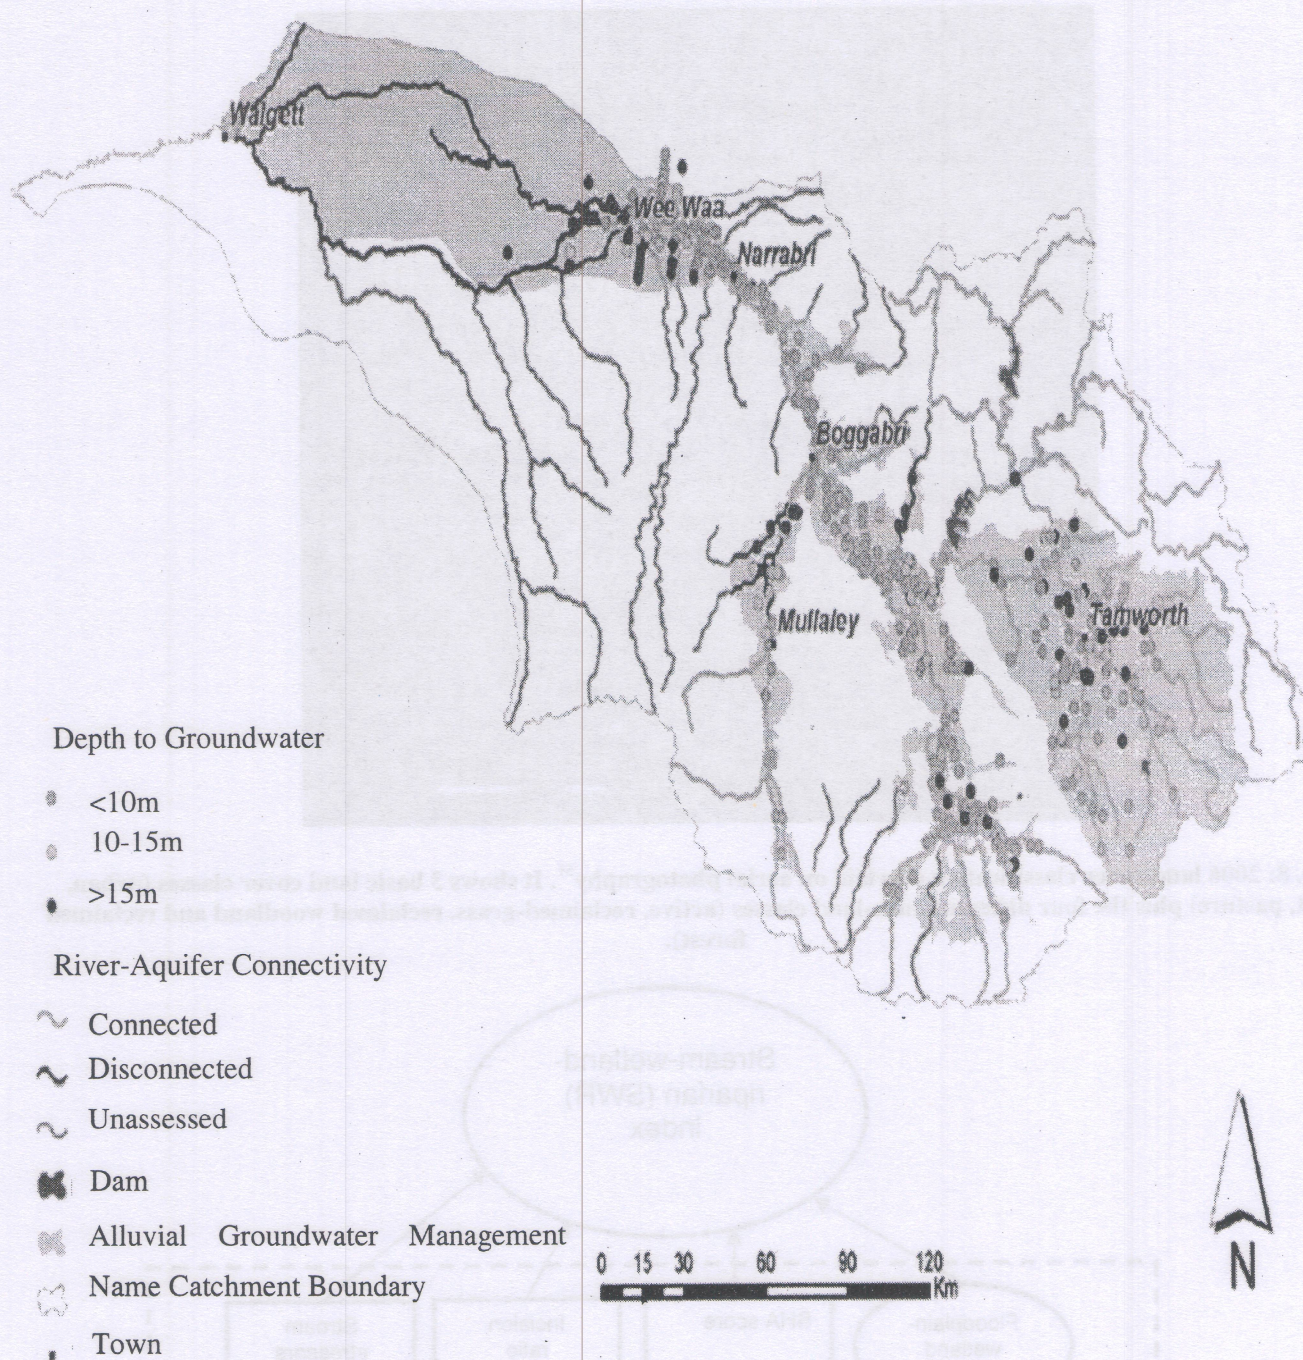 Walgett
Wee Waa
Narrabri
Boggabri
Mullaley
Tamworth
Depth to Groundwater
<10m
10-15m
>15m
River-Aquifer Connectivity
Connected
Disconnected
Unassessed
Dam
Alluvial Groundwater Management
Name Catchment Boundary
Town
0 15 30 60 90 120
Km
N